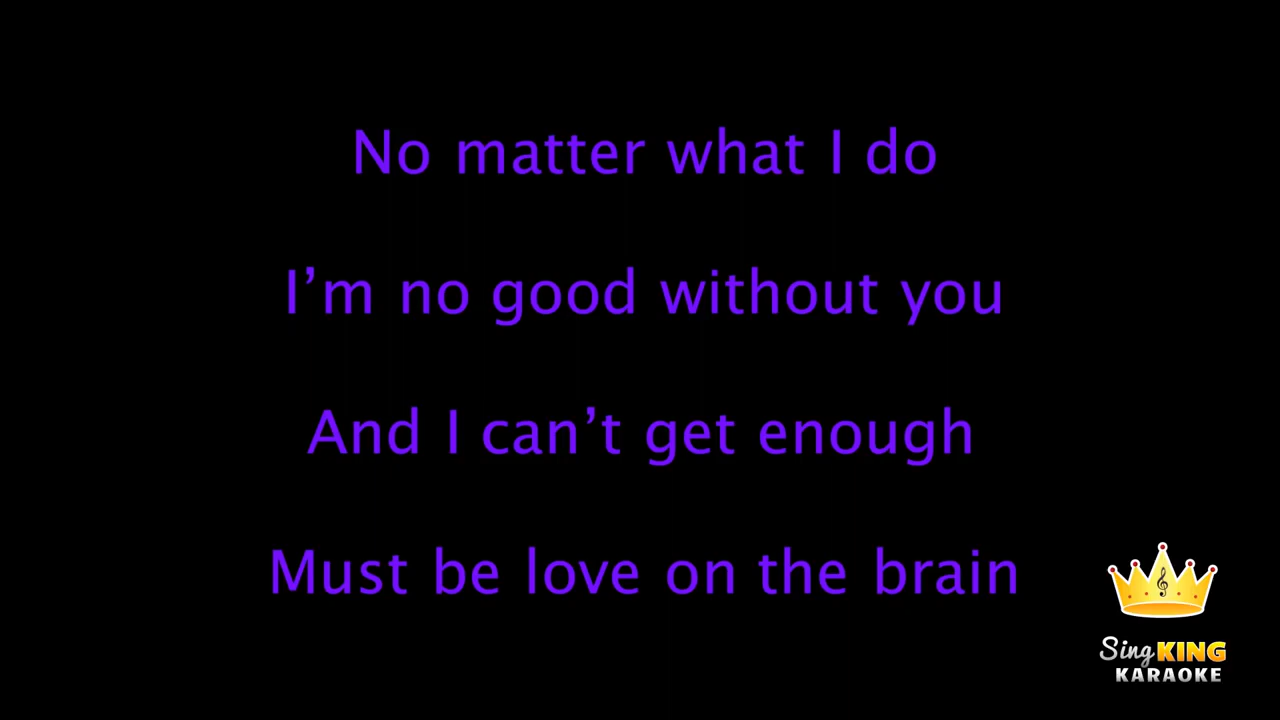 No matter what I do
I’m no good without you
And I can’t get enough
Must be love on the brain
Sing KING
KARAOKE